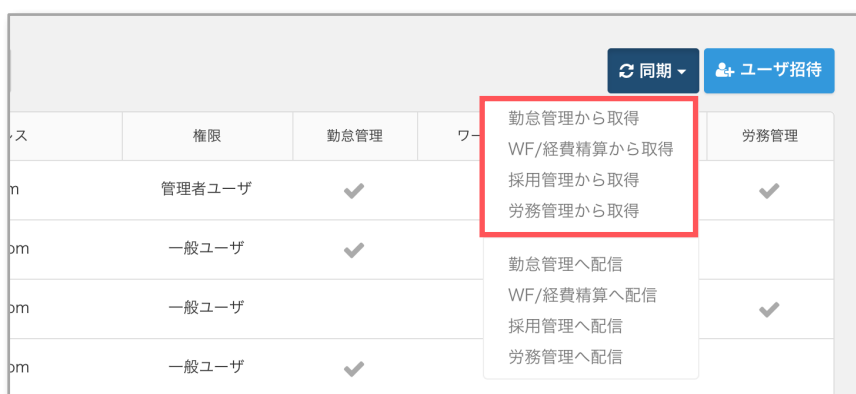 同期
ユーザ招待
権限
勤怠管理
労務管理
勤怠管理から取得
WF/経費精算から取得
採用管理から取得
労務管理から取得
管理者ユーザ
一般ユーザ
勤怠管理へ配信
WF/経費精算へ配信
om
一般ユーザ
採用管理へ配信
労務管理へ配信
om
一般ユーザ